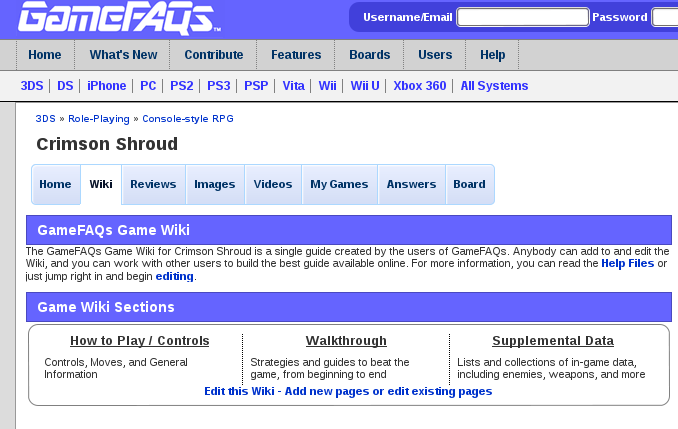 GameFAQs™ Username/Email Password
Home What's New Contribute Features Boards Users Help
3DS DS iPhone PC PS2 PS3 PSP Vita Wii Wii U Xbox 360 All Systems
3DS » Role-Playing » Console-style RPG
Crimson Shroud
Home Wiki Reviews Images Videos My Games Answers Board
GameFAQs Game Wiki
The GameFAQs Game Wiki for Crimson Shroud is a single guide created by the users of GameFAQs. Anybody can add to and edit the
Wiki, and you can work with other users to build the best guide available online. For more information, you can read the Help Files or
just jump right in and begin editing.
Game Wiki Sections
How to Play / Controls
Controls, Moves, and General
Information
Walkthrough
Strategies and guides to beat the
game, from beginning to end
Supplemental Data
Lists and collections of in-game data,
including enemies, weapons, and more
Edit this Wiki - Add new pages or edit existing pages